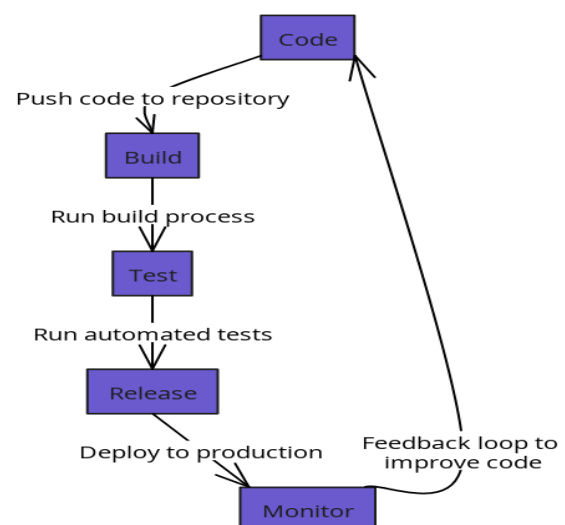 Code
Push code to repository
Build
Run build process
Test
Run automated tests
Release
Deploy to production
Feedback loop to
improve code
Monitor